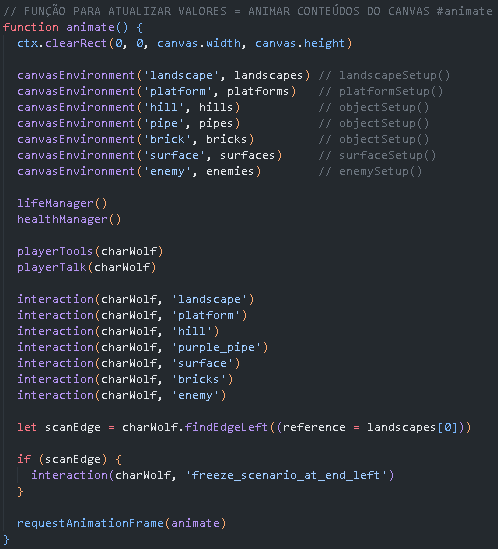 // FUNÇÃO PARA ATUALIZAR VALORES = ANIMAR CONTEÚDOS DO CANVAS #animate
function animate() {
  ctx.clearRect(0, 0, canvas.width, canvas.height)

  canvasEnvironment('landscape', landscapes) // landscapeSetup()
  canvasEnvironment('platform', platforms)   // platformSetup()
  canvasEnvironment('hill', hills)           // objectSetup()
  canvasEnvironment('pipe', pipes)           // objectSetup()
  canvasEnvironment('brick', bricks)         // objectSetup()
  canvasEnvironment('surface', surfaces)     // surfaceSetup()
  canvasEnvironment('enemy', enemies)        // enemySetup()

  lifeManager()
  healthManager()

  playerTools(charWolf)
  playerTalk(charWolf)

  interaction(charWolf, 'landscape')
  interaction(charWolf, 'platform')
  interaction(charWolf, 'hill')
  interaction(charWolf, 'purple_pipe')
  interaction(charWolf, 'surface')
  interaction(charWolf, 'bricks')
  interaction(charWolf, 'enemy')

  let scanEdge = charWolf.findEdgeLeft((reference = landscapes[0]))

  if (scanEdge) {
    interaction(charWolf, 'freeze_scenario_at_end_left')
  }

  requestAnimationFrame(animate)
}